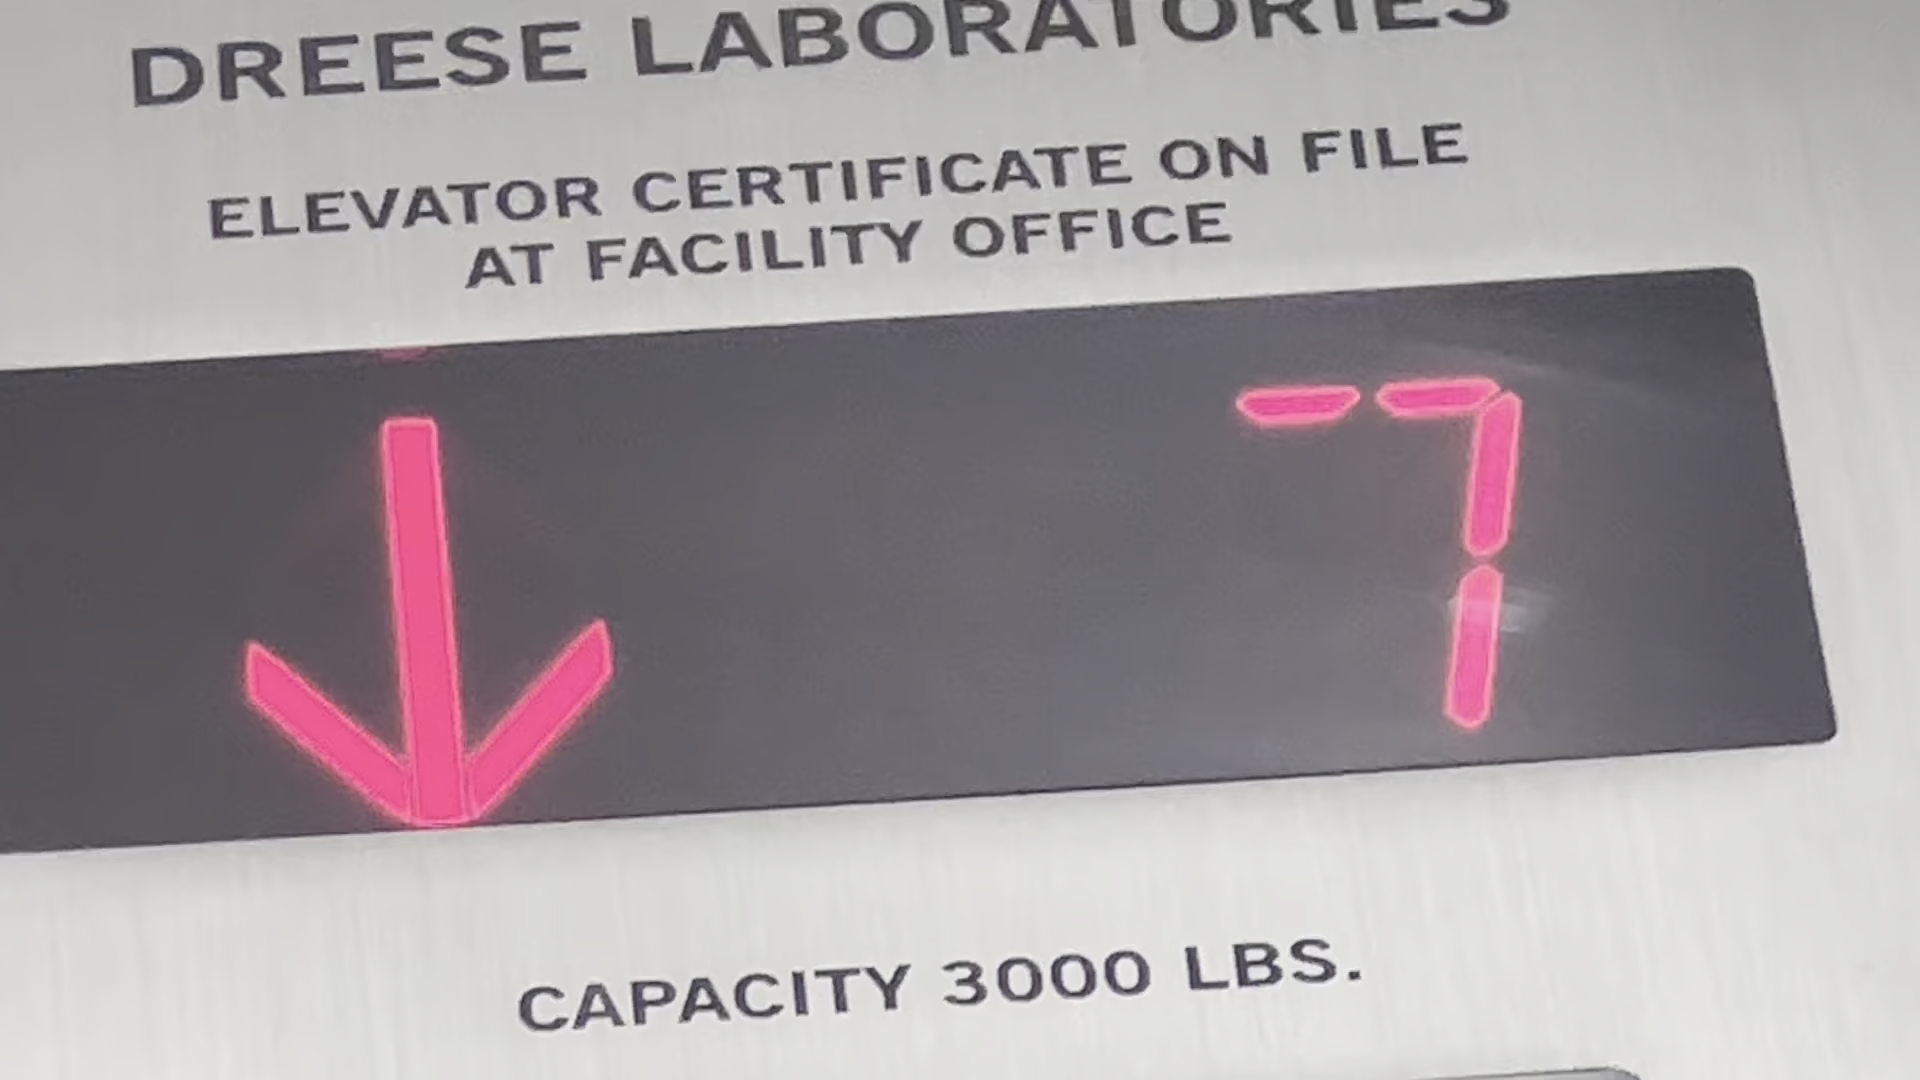 DREESE LABORATORIES
ELEVATOR CERTIFICATE ON FILE
AT FACILITY OFFICE
↓ 7
CAPACITY 3000 LBS.